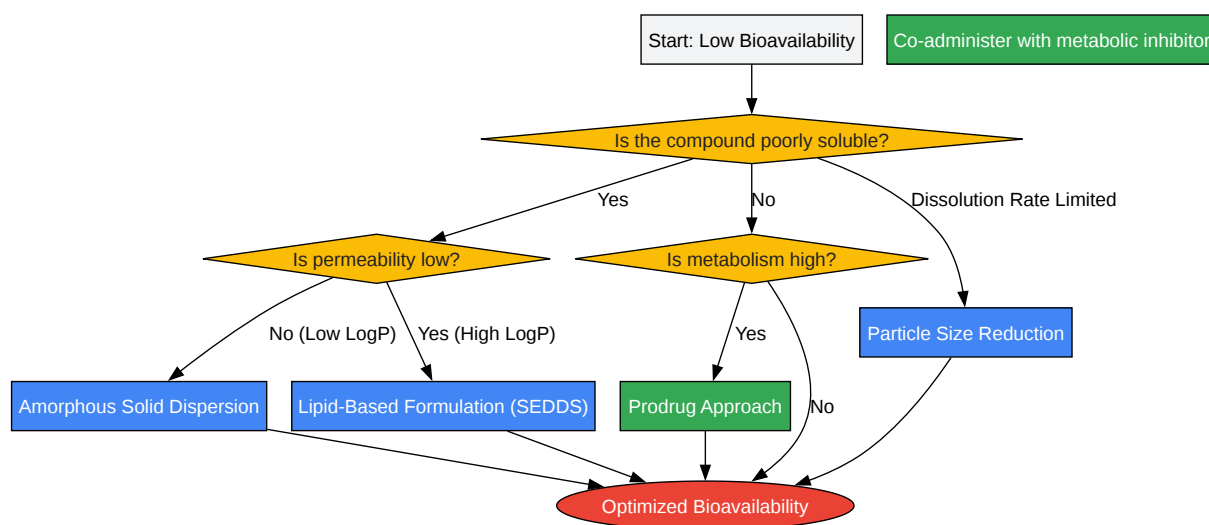 Start: Low Bioavailability
Co-administer with metabolic inhibitor
Is the compound poorly soluble?
Yes
No
Dissolution Rate Limited
Is permeability low?
Is metabolism high?
No (Low LogP)
Yes (High LogP)
Yes
Particle Size Reduction
Amorphous Solid Dispersion
Lipid-Based Formulation (SEDDS)
Prodrug Approach
No
Optimized Bioavailability